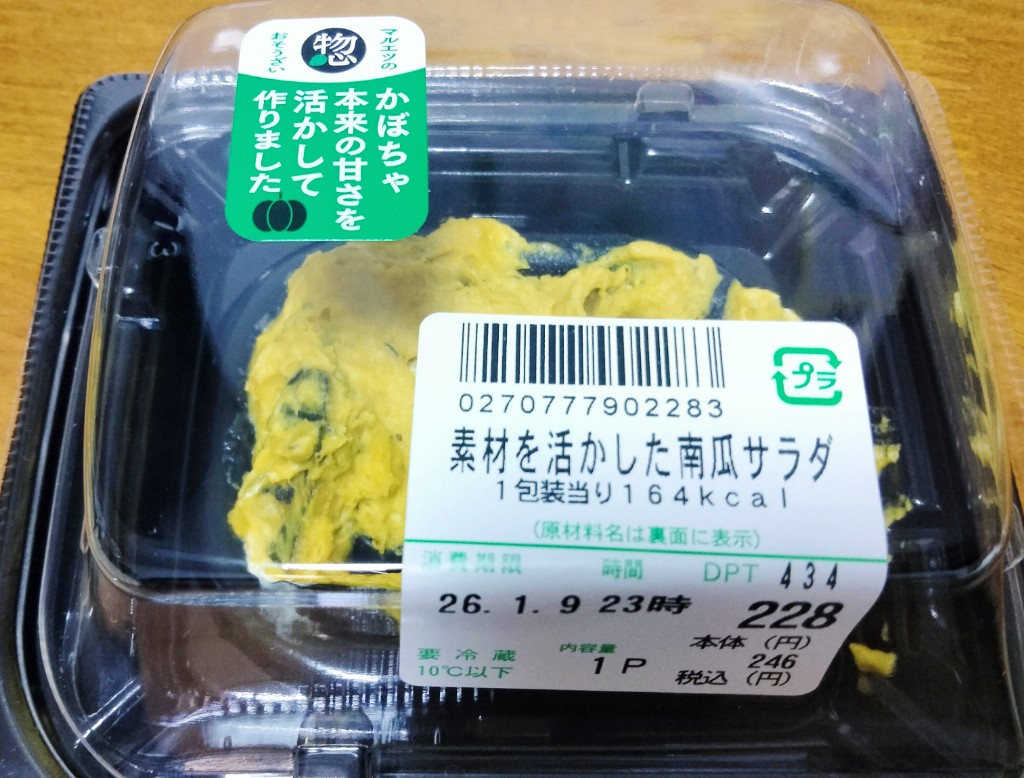 マルエツの
惣
おそうざい
かぼちゃ
本来の甘さを
活かして
作りました
プラ
0270777902283
素材を活かした南瓜サラダ
1包装当り164kcal
(原材料名は裏面に表示)
消費期限 時間 DPT 434
26. 1. 9 23時 228
本体 (円)
要冷蔵 内容量 246
10℃以下 1P 税込 (円)